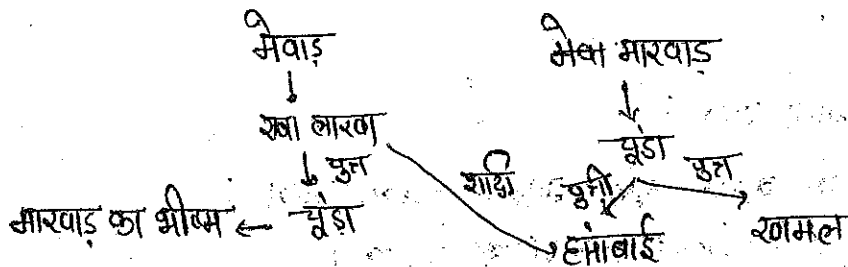 मेवाड़ मारवाड़
राणा लाखा चूंडा
पुत्र शादी पुत्री पुत्र
मारवाड़ का भीष्म ← चूंडा हंसाबाई रणमल